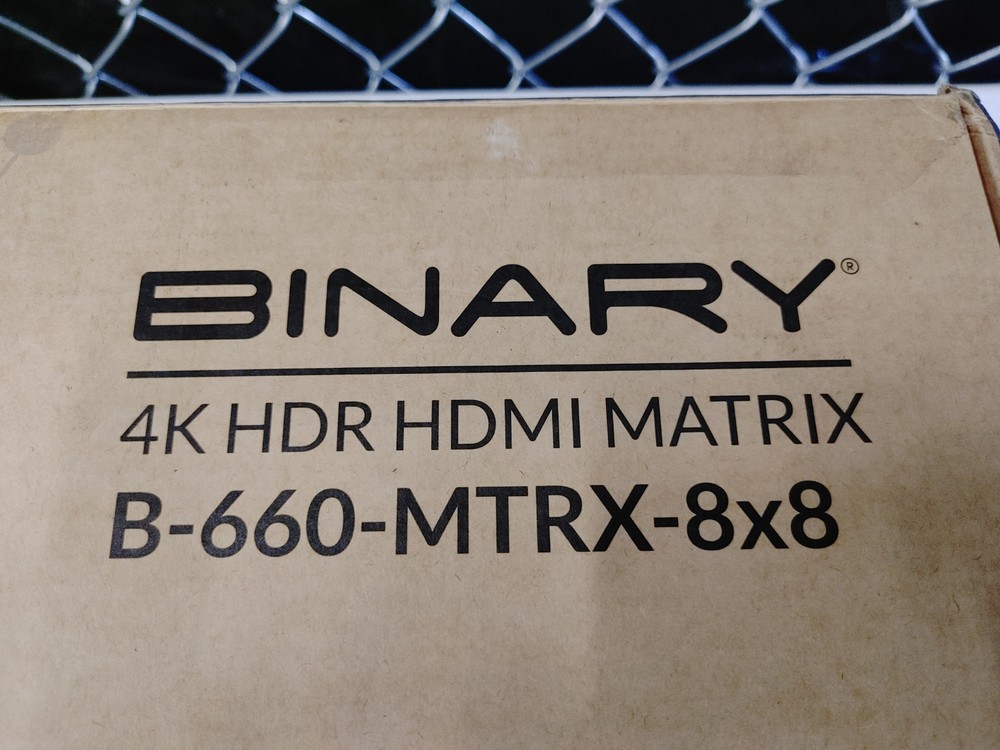 BINARY®
4K HDR HDMI MATRIX
B-660-MTRX-8x8